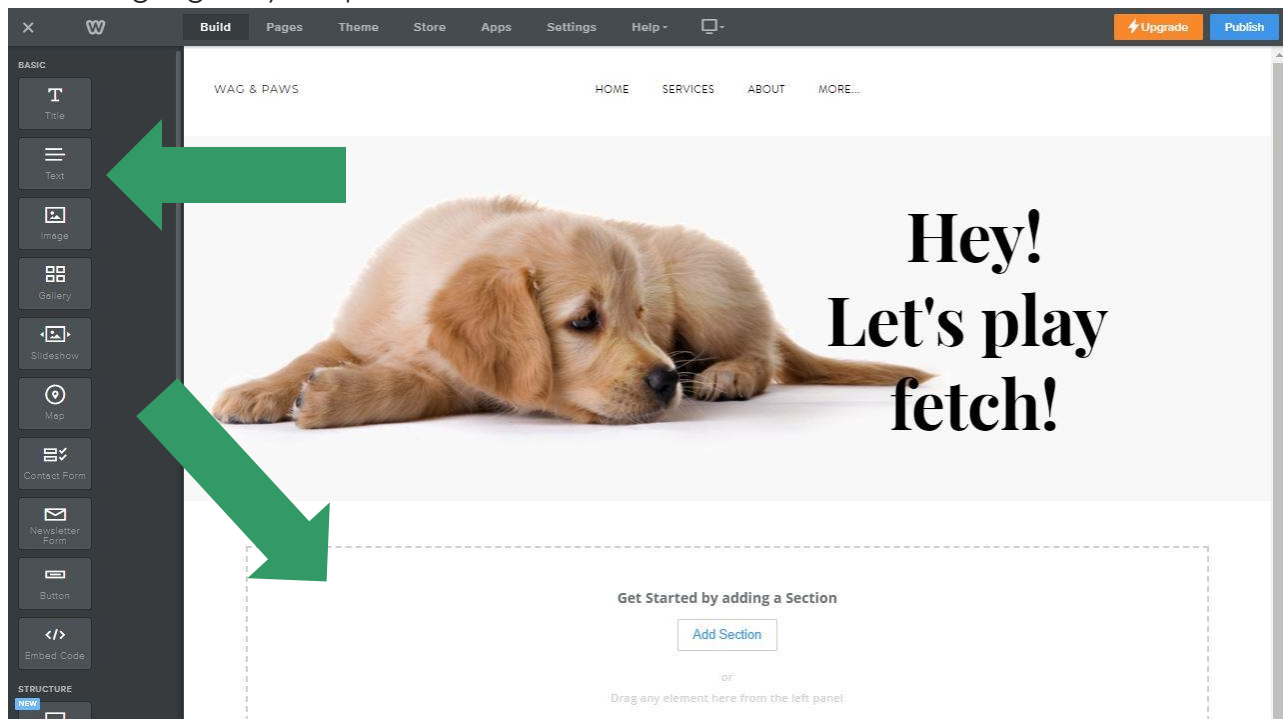 Build Pages Theme Store Apps Settings Help Upgrade Publish
BASIC
Title
Text
Image
Gallery
Slideshow
Map
Contact Form
Newsletter
Form
Button
</>
Embed Code
STRUCTURE
NEW
WAG & PAWS HOME SERVICES ABOUT MORE...
Hey!
Let's play
fetch!
Get Started by adding a Section
Add Section
or
Drag any element here from the left panel